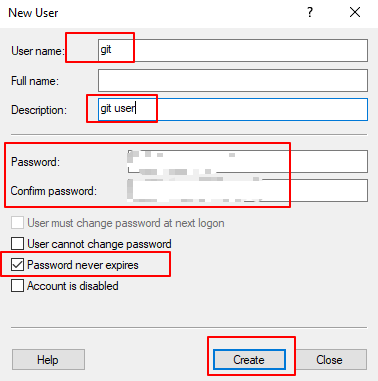 New User
? ×
User name: git
Full name:
Description: git user
Password:
Confirm password:
User must change password at next logon
User cannot change password
Password never expires
Account is disabled
Help Create Close